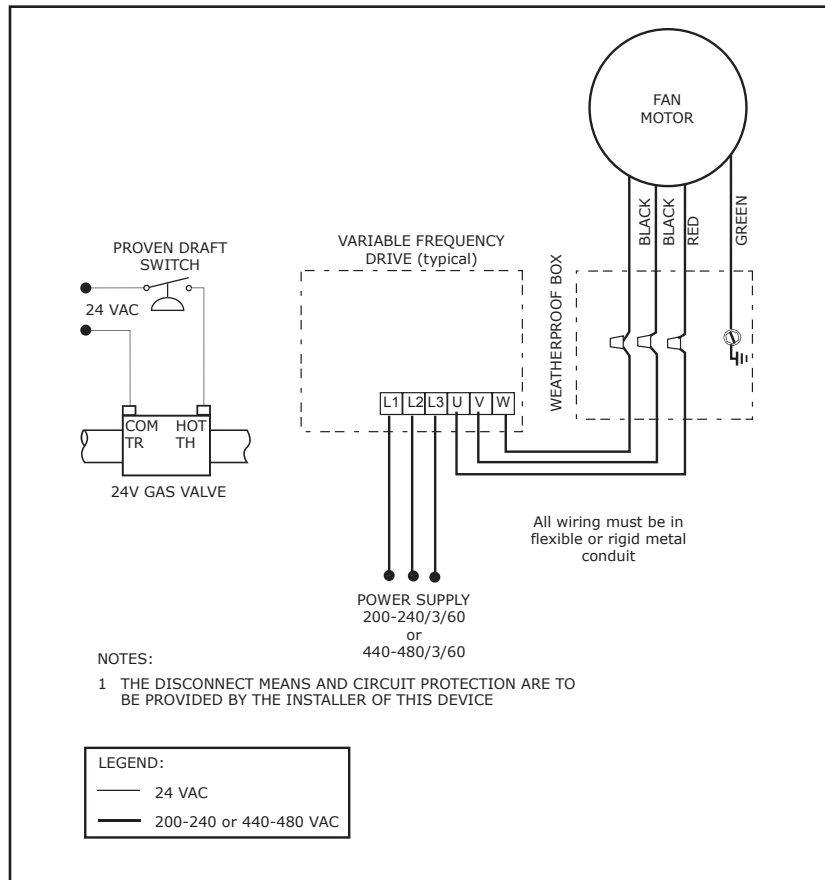 FAN
MOTOR
BLACK
BLACK
RED
GREEN
PROVEN DRAFT
SWITCH
24 VAC
VARIABLE FREQUENCY
DRIVE (typical)
WEATHERPROOF BOX
L1 L2 L3 U V W
COM HOT
TR TH
24V GAS VALVE
All wiring must be in
flexible or rigid metal
conduit
POWER SUPPLY
200-240/3/60
or
440-480/3/60
NOTES:
1 THE DISCONNECT MEANS AND CIRCUIT PROTECTION ARE TO
BE PROVIDED BY THE INSTALLER OF THIS DEVICE
LEGEND:
24 VAC
200-240 or 440-480 VAC